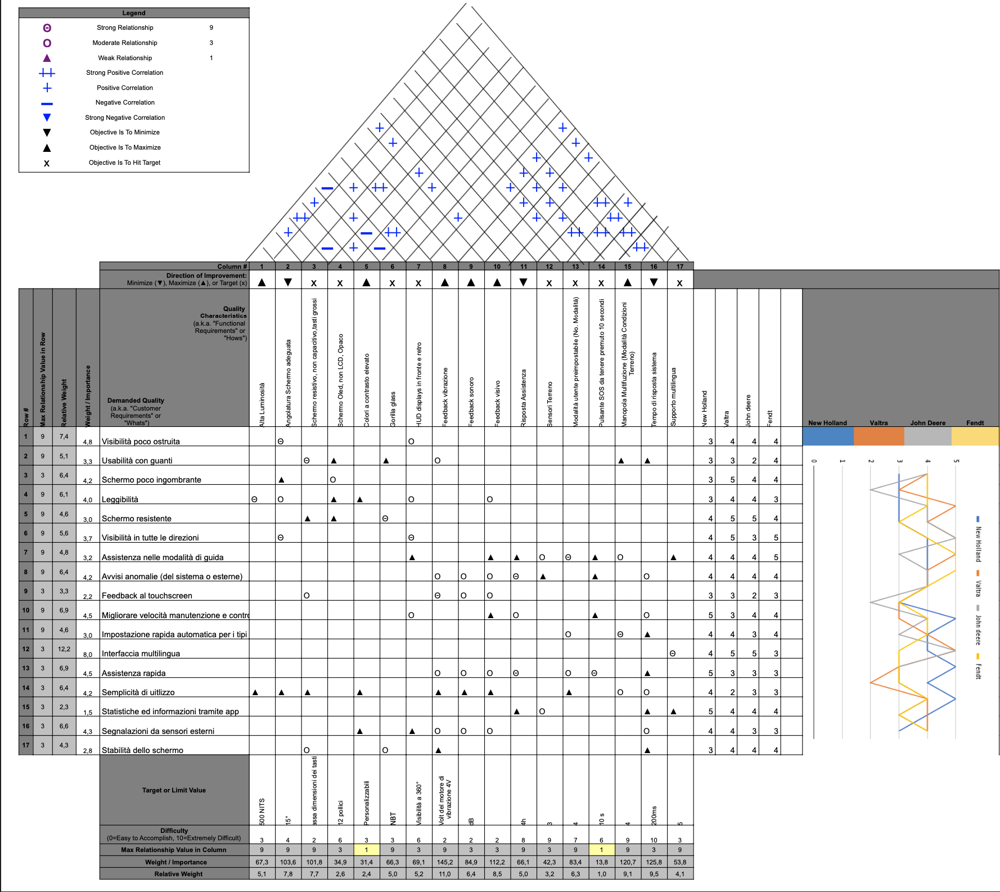 Legend
Θ Strong Relationship 9
O Moderate Relationship 3
▲ Weak Relationship 1
┼┼ Strong Positive Correlation
┼ Positive Correlation
▬ Negative Correlation
▼ Strong Negative Correlation
▼ Objective Is To Minimize
▲ Objective Is To Maximize
x Objective Is To Hit Target
Column # 1 2 3 4 5 6 7 8 9 10 11 12 13 14 15 16 17
Direction of Improvement:
Minimize (▼), Maximize (▲), or Target (x) ▲ ▼ x x ▲ x x ▲ ▲ ▲ ▼ x x x ▲ ▼ x
Row #
Max Relationship Value in Row
Relative Weight
Weight / Importance
Quality
Characteristics
(a.k.a. "Functional
Requirements" or
"Hows")
Demanded Quality
(a.k.a. "Customer
Requirements" or
"Whats")
Alta Luminosità
Angolatura Schermo adeguata
Schermo resistivo, non capacitivo,tasti grossi
Schermo Oled, non LCD, Opaco
Colori a contrasto elevato
Gorilla glass
HUD displays in fronte e retro
Feedback vibrazione
Feedback sonoro
Feedback visivo
Risposta Assistenza
Sensori Terreno
Modalità utente preimpostabile (No. Modalità)
Pulsante SOS da tenere premuto 10 secondi
Manopola Multifuzione (Modalità Condizioni
Terreno)
Tempo di risposta sistema
Supporto multilingua
New Holland
Valtra
John deere
Fendt
New Holland Valtra John Deere Fendt
1 9 7,4 4,8 Visibilità poco ostruita Θ O 3 4 4 4
2 9 5,1 3,3 Usabilità con guanti Θ ▲ ▲ O ▲ ▲ 3 3 2 4
3 3 6,4 4,2 Schermo poco ingombrante ▲ O 3 5 4 4
4 9 6,1 4,0 Leggibilità Θ O ▲ ▲ O O 3 4 4 3
5 9 4,6 3,0 Schermo resistente ▲ ▲ Θ 4 5 5 4
6 9 5,6 3,7 Visibilità in tutte le direzioni Θ Θ 4 5 3 5
7 9 4,8 3,2 Assistenza nelle modalità di guida ▲ ▲ ▲ O Θ ▲ O ▲ 4 4 4 5
8 9 6,4 4,2 Avvisi anomalie (del sistema o esterne) O O O Θ ▲ ▲ O 4 4 4 4
9 3 3,3 2,2 Feedback al touchscreen O Θ O O 3 3 2 3
10 9 6,9 4,5 Migliorare velocità manutenzione e contro O ▲ O ▲ O 5 3 4 4
11 9 4,6 3,0 Impostazione rapida automatica per i tipi O Θ ▲ 4 4 3 4
12 3 12,2 8,0 Interfaccia multilingua Θ 4 5 5 3
13 3 6,9 4,5 Assistenza rapida O O O Θ O Θ ▲ 5 3 3 3
14 3 6,4 4,2 Semplicità di uitlizzo ▲ ▲ ▲ ▲ ▲ ▲ ▲ ▲ O O 4 2 3 3
15 3 2,3 1,5 Statistiche ed informazioni tramite app ▲ O ▲ ▲ 5 4 4 4
16 3 6,6 4,3 Segnalazioni da sensori esterni ▲ ▲ O O O O 4 4 3 3
17 3 4,3 2,8 Stabilità dello schermo O O ▲ ▲ 3 4 4 4
0 1 2 3 4 5
New Holland Valtra John deere Fendt
Target or Limit Value
500 NITS
15°
assa dimensioni dei tasti
12 pollici
Personalizzabili
NBT
Visibilità a 360°
Volt del motore di
vibrazione 4V
dB
4h
3
4
10 s
4
200ms
5
Difficulty
(0=Easy to Accomplish, 10=Extremely Difficult) 3 4 2 6 3 3 6 2 2 2 8 9 7 6 9 10 3
Max Relationship Value in Column 9 9 9 3 1 9 3 9 3 3 9 3 9 1 9 3 9
Weight / Importance 67,3 103,6 101,8 34,9 31,4 66,3 69,1 145,2 84,9 112,2 66,1 42,3 83,4 13,8 120,7 125,8 53,8
Relative Weight 5,1 7,8 7,7 2,6 2,4 5,0 5,2 11,0 6,4 8,5 5,0 3,2 6,3 1,0 9,1 9,5 4,1